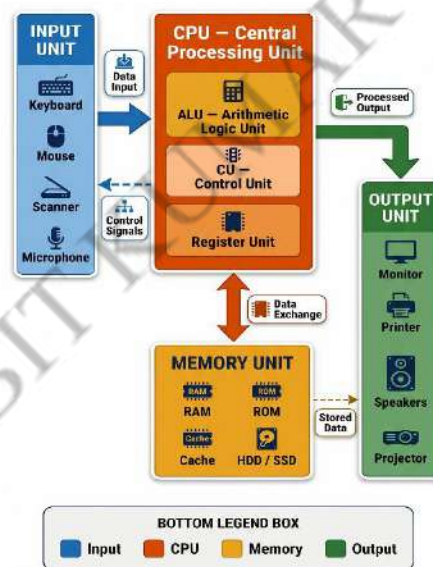 INPUT
UNIT
Keyboard
Mouse
Scanner
Microphone
Data
Input
Control
Signals
CPU — Central
Processing Unit
ALU — Arithmetic
Logic Unit
CU —
Control Unit
Register Unit
Processed
Output
OUTPUT
UNIT
Monitor
Printer
Speakers
Projector
Data
Exchange
MEMORY UNIT
RAM
RAM
ROM
ROM
Cache
Cache
HDD / SSD
Stored
Data
BOTTOM LEGEND BOX
Input
CPU
Memory
Output
BIT KUMAR